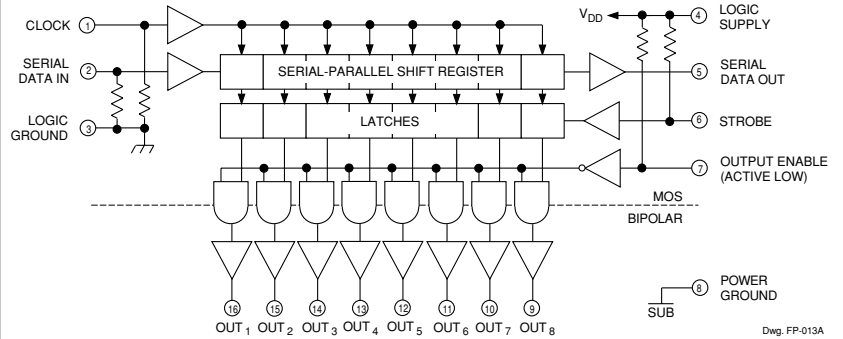 CLOCK 1
SERIAL
DATA IN 2
LOGIC
GROUND 3
VDD
4 LOGIC
SUPPLY
SERIAL-PARALLEL SHIFT REGISTER
5 SERIAL
DATA OUT
LATCHES
6 STROBE
7 OUTPUT ENABLE
(ACTIVE LOW)
MOS
BIPOLAR
8 POWER
GROUND
SUB
16 15 14 13 12 11 10 9
OUT1 OUT2 OUT3 OUT4 OUT5 OUT6 OUT7 OUT8
Dwg. FP-013A